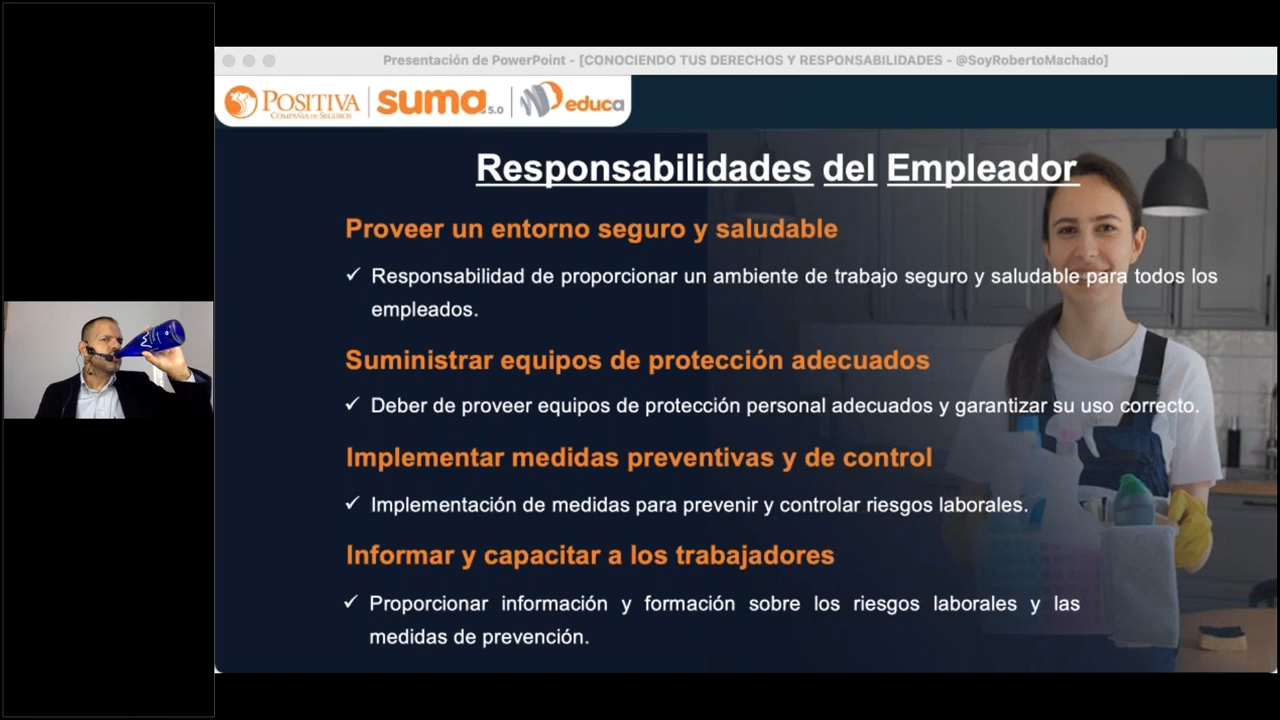 Presentación de PowerPoint - [CONOCIENDO TUS DERECHOS Y RESPONSABILIDADES - @SoyRobertoMachado]
POSITIVA
COMPAÑÍA DE SEGUROS
suma 5.0
educa
Responsabilidades del Empleador
Proveer un entorno seguro y saludable
✓ Responsabilidad de proporcionar un ambiente de trabajo seguro y saludable para todos los
empleados.
Suministrar equipos de protección adecuados
✓ Deber de proveer equipos de protección personal adecuados y garantizar su uso correcto.
Implementar medidas preventivas y de control
✓ Implementación de medidas para prevenir y controlar riesgos laborales.
Informar y capacitar a los trabajadores
✓ Proporcionar información y formación sobre los riesgos laborales y las
medidas de prevención.